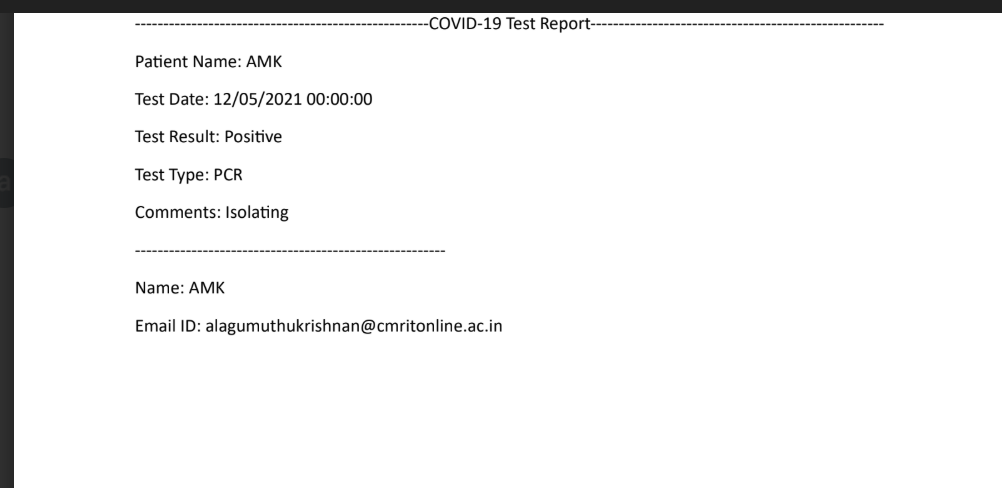 ----------------------------------------------------COVID-19 Test Report----------------------------------------------------
Patient Name: AMK
Test Date: 12/05/2021 00:00:00
Test Result: Positive
Test Type: PCR
Comments: Isolating
-------------------------------------------------------
Name: AMK
Email ID: alagumuthukrishnan@cmritonline.ac.in